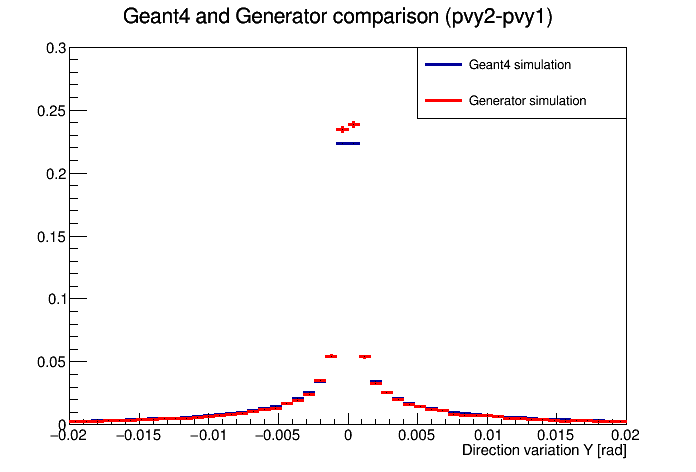 Geant4 and Generator comparison (pvy2-pvy1)
0.3
Geant4 simulation
Generator simulation
0.25
0.2
0.15
0.1
0.05
0
−0.02 −0.015 −0.01 −0.005 0 0.005 0.01 0.015 0.02
Direction variation Y [rad]